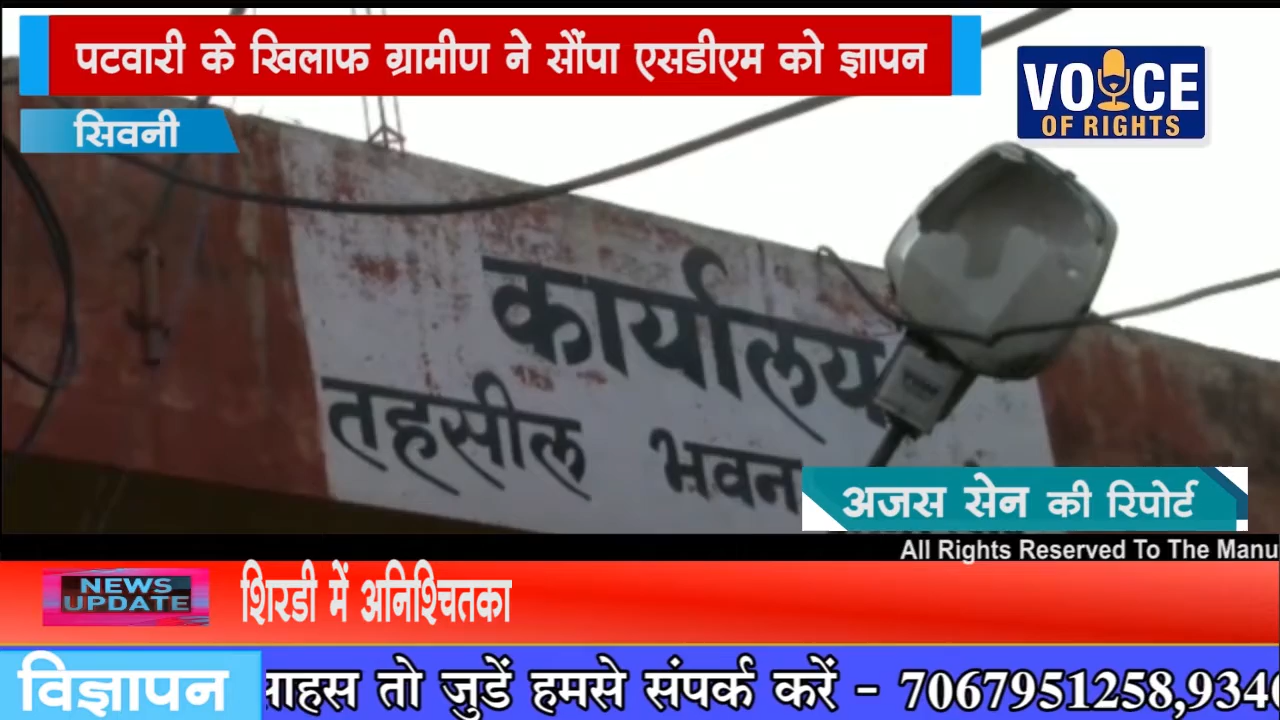 पटवारी के खिलाफ ग्रामीण ने सौंपा एसडीएम को ज्ञापन
सिवनी
VOICE
OF RIGHTS
कार्यालय
तहसील भवन
अजस सेन की रिपोर्ट
All Rights Reserved To The Manu
NEWS
UPDATE
शिरडी में अनिश्चितका
विज्ञापन
साहस तो जुडें हमसे संपर्क करें - 7067951258,9340